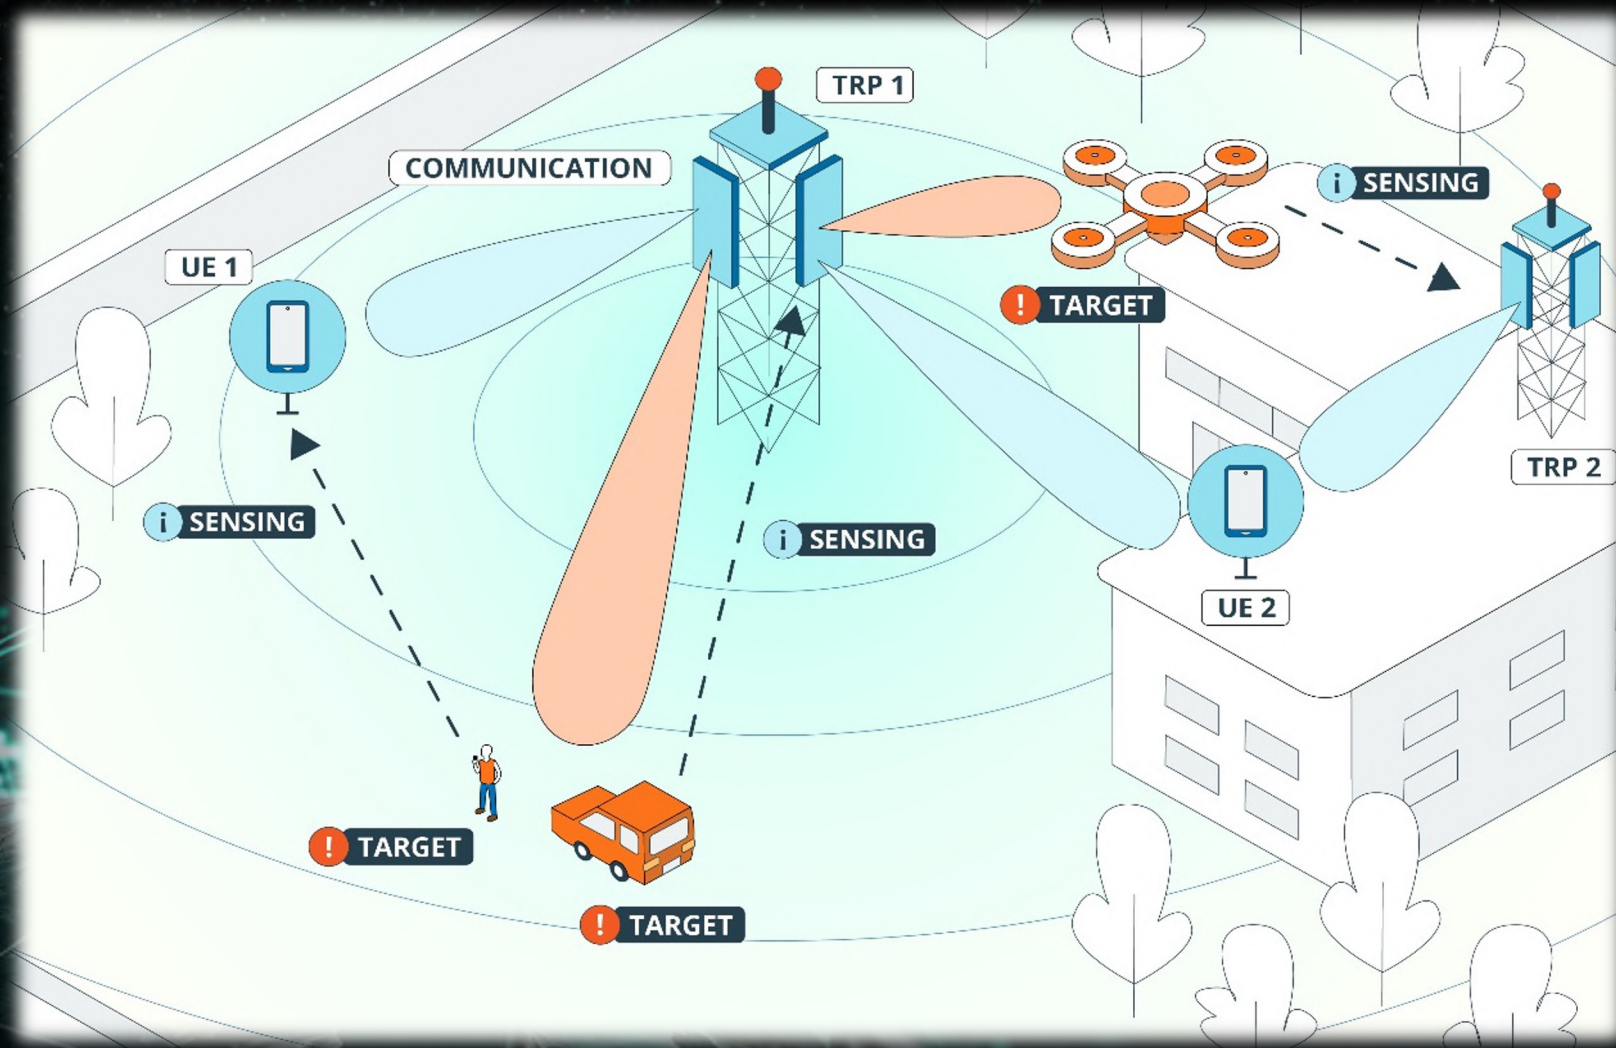 TRP 1
COMMUNICATION
i SENSING
UE 1
! TARGET
TRP 2
i SENSING
i SENSING
UE 2
! TARGET
! TARGET